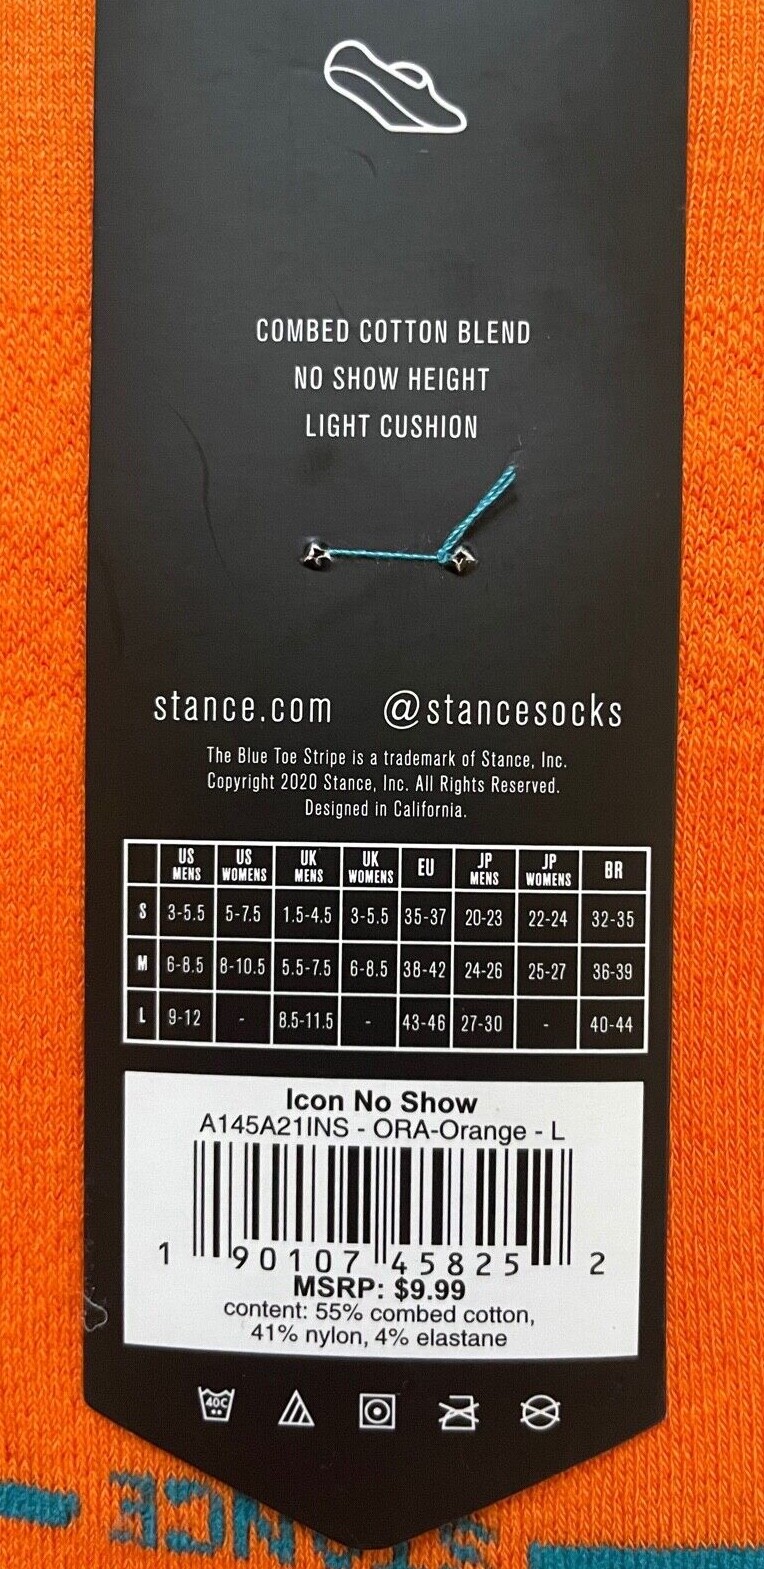 COMBED COTTON BLEND
NO SHOW HEIGHT
LIGHT CUSHION
stance.com @stancesocks
The Blue Toe Stripe is a trademark of Stance, Inc.
Copyright 2020 Stance, Inc. All Rights Reserved.
Designed in California.
US MENS US WOMENS UK MENS UK WOMENS EU JP MENS JP WOMENS BR
S 3-5.5 5-7.5 1.5-4.5 3-5.5 35-37 20-23 22-24 32-35
M 6-8.5 8-10.5 5.5-7.5 6-8.5 38-42 24-26 25-27 36-39
L 9-12 - 8.5-11.5 - 43-46 27-30 - 40-44
Icon No Show
A145A21INS - ORA-Orange - L
1 90107 45825 2
MSRP: $9.99
content: 55% combed cotton,
41% nylon, 4% elastane
40C
STANCE